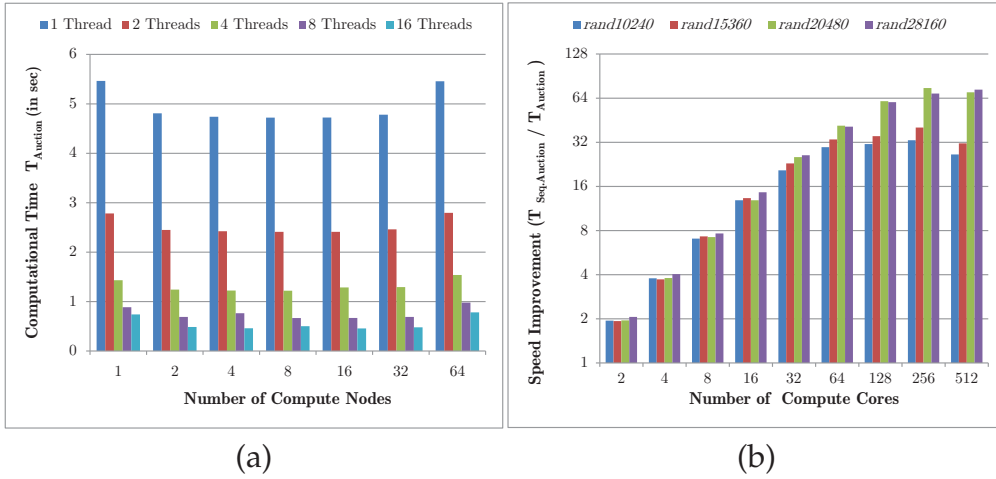 1 Thread 2 Threads 4 Threads 8 Threads 16 Threads
6
5
4
3
2
1
0
Computational Time T_Auction (in sec)
1 2 4 8 16 32 64
Number of Compute Nodes
(a)
rand10240 rand15360 rand20480 rand28160
128
64
32
16
8
4
2
1
Speed Improvement (T_Seq.Auction / T_Auction)
2 4 8 16 32 64 128 256 512
Number of Compute Cores
(b)